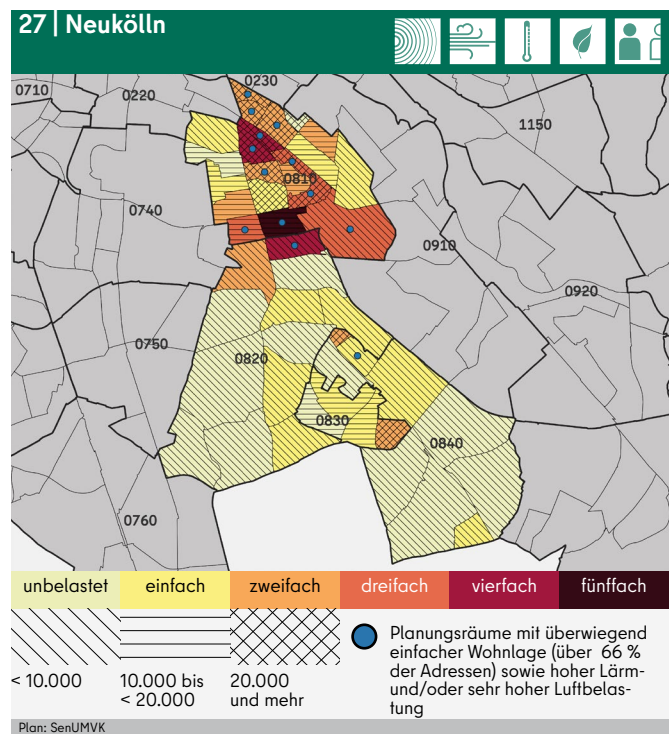 27 | Neukölln
0710
0220
0230
1150
0810
0740
0910
0920
0750
0820
0830
0840
0760
unbelastet einfach zweifach dreifach vierfach fünffach
< 10.000
10.000 bis
< 20.000
20.000
und mehr
Planungsräume mit überwiegend
einfacher Wohnlage (über 66 %
der Adressen) sowie hoher Lärm-
und/oder sehr hoher Luftbelas-
tung
Plan: SenUMVK